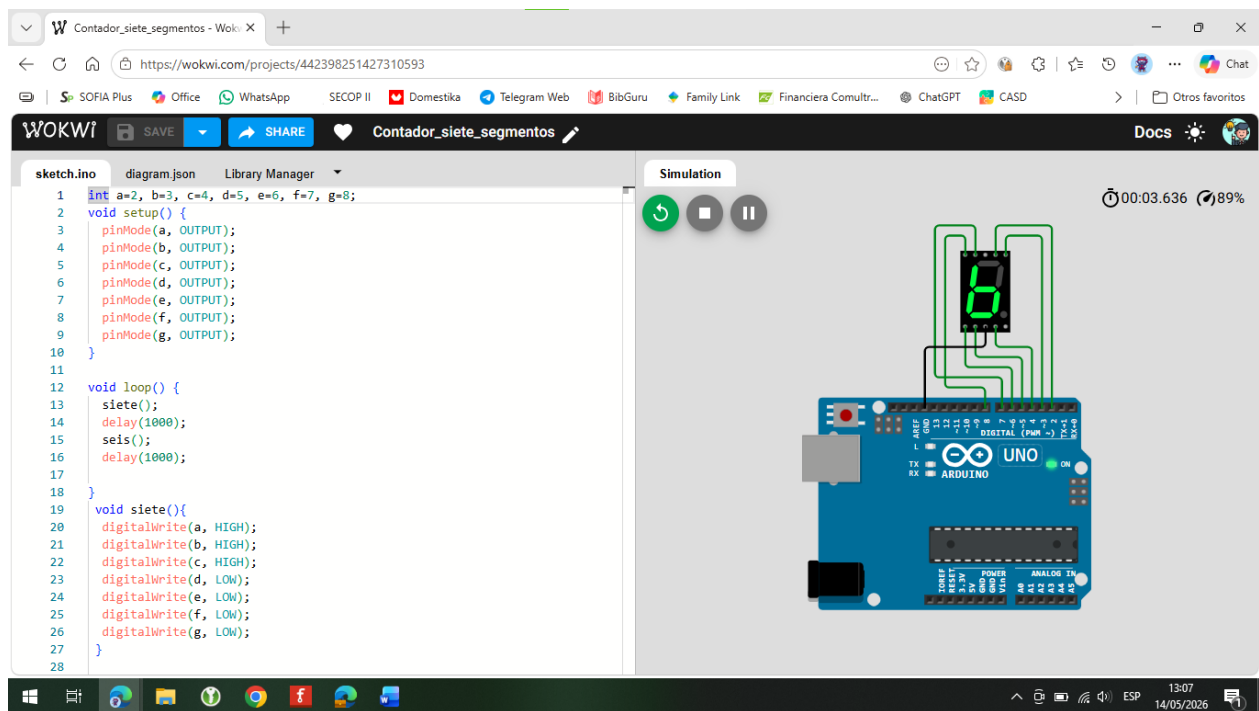 Contador_siete_segmentos - Wok
https://wokwi.com/projects/442398251427310593
Chat
SOFIA Plus Office WhatsApp SECOP II Domestika Telegram Web BibGuru Family Link Financiera Comultr... ChatGPT CASD Otros favoritos
WOKWI SAVE SHARE Contador_siete_segmentos Docs
sketch.ino diagram.json Library Manager
Simulation
00:03.636 89%
1 int a=2, b=3, c=4, d=5, e=6, f=7, g=8;
2 void setup() {
3 pinMode(a, OUTPUT);
4 pinMode(b, OUTPUT);
5 pinMode(c, OUTPUT);
6 pinMode(d, OUTPUT);
7 pinMode(e, OUTPUT);
8 pinMode(f, OUTPUT);
9 pinMode(g, OUTPUT);
10 }
11
12 void loop() {
13 siete();
14 delay(1000);
15 seis();
16 delay(1000);
17
18 }
19 void siete(){
20 digitalWrite(a, HIGH);
21 digitalWrite(b, HIGH);
22 digitalWrite(c, HIGH);
23 digitalWrite(d, LOW);
24 digitalWrite(e, LOW);
25 digitalWrite(f, LOW);
26 digitalWrite(g, LOW);
27 }
28
AREF GND 13 12 ~11 ~10 ~9 8 7 ~6 ~5 4 ~3 2 TX→1 RX←0
DIGITAL (PWM ~)
L
TX
RX
UNO
ON
ARDUINO
POWER
ANALOG IN
IOREF RESET 3.3V 5V GND GND Vin A0 A1 A2 A3 A4 A5
ESP
13:07
14/05/2026
1